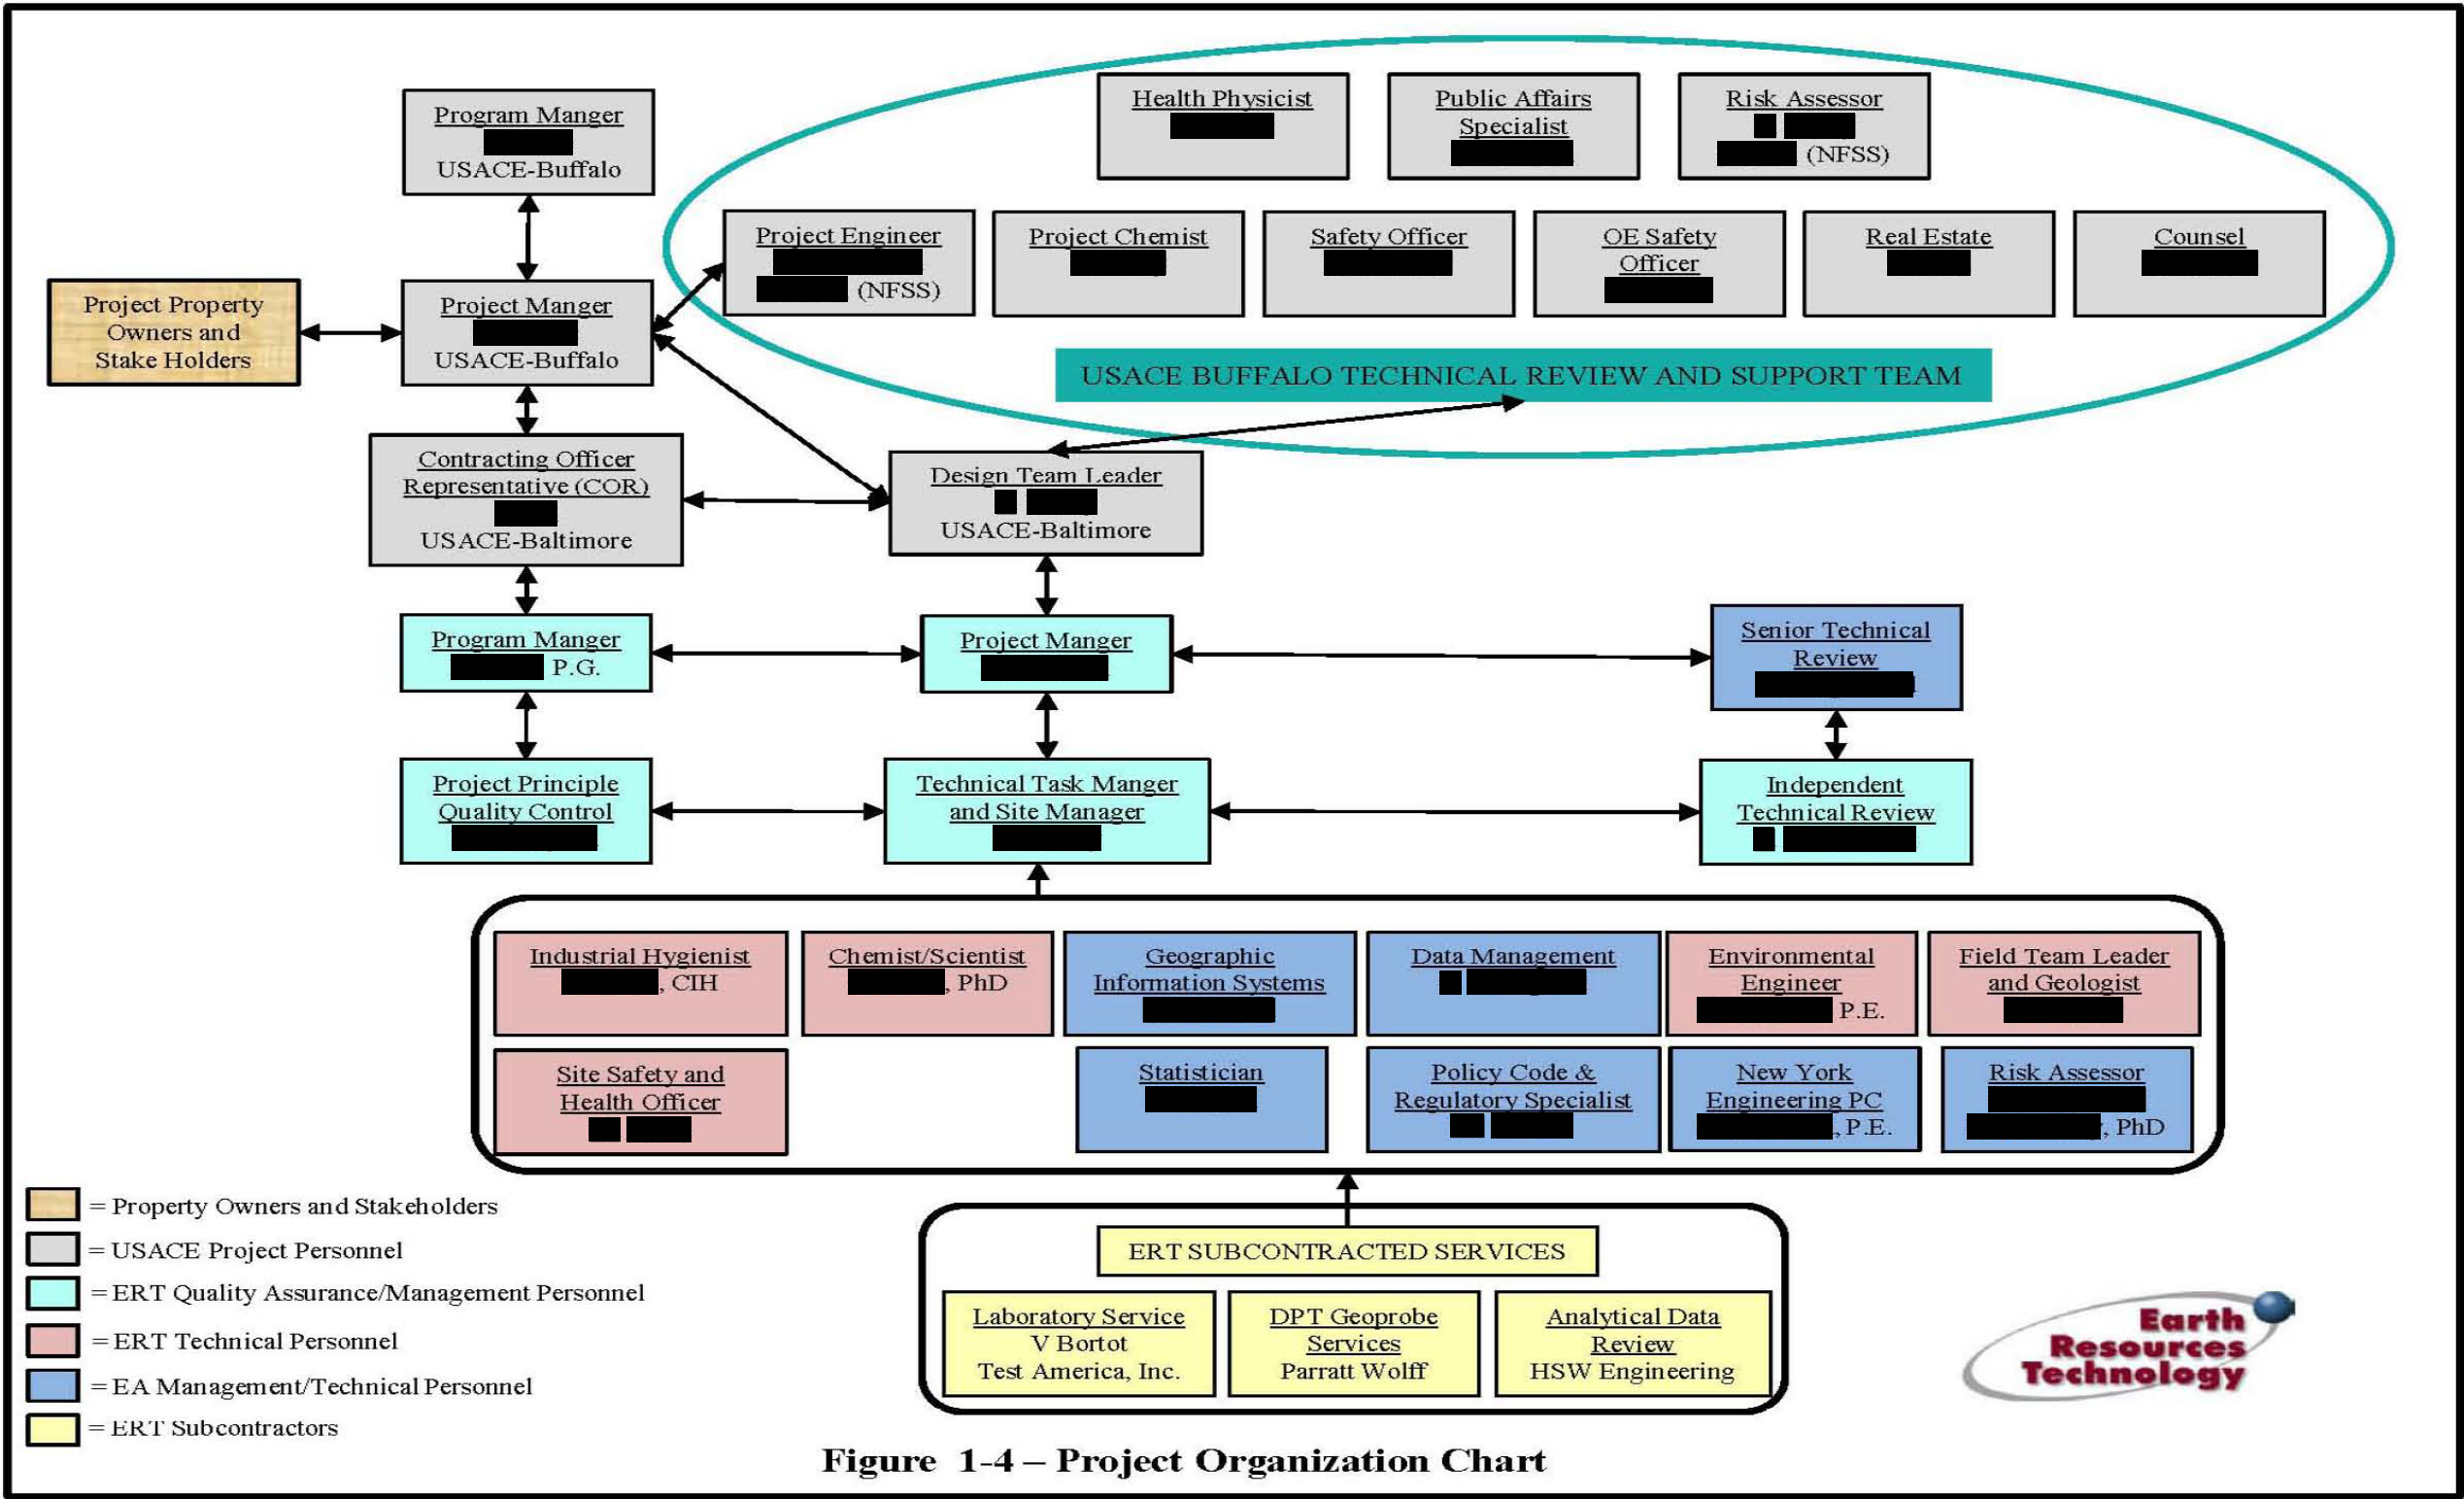 Program Manger
USACE-Buffalo
Health Physicist
Public Affairs
Specialist
Risk Assessor
(NFSS)
Project Engineer
(NFSS)
Project Chemist
Safety Officer
OE Safety
Officer
Real Estate
Counsel
USACE BUFFALO TECHNICAL REVIEW AND SUPPORT TEAM
Project Property
Owners and
Stake Holders
Project Manger
USACE-Buffalo
Contracting Officer
Representative (COR)
USACE-Baltimore
Design Team Leader
USACE-Baltimore
Program Manger
P.G.
Project Manger
Senior Technical
Review
Project Principle
Quality Control
Technical Task Manger
and Site Manager
Independent
Technical Review
Industrial Hygienist
, CIH
Chemist/Scientist
, PhD
Geographic
Information Systems
Data Management
Environmental
Engineer
P.E.
Field Team Leader
and Geologist
Site Safety and
Health Officer
Statistician
Policy Code &
Regulatory Specialist
New York
Engineering PC
, P.E.
Risk Assessor
, PhD
ERT SUBCONTRACTED SERVICES
Laboratory Service
V Bortot
Test America, Inc.
DPT Geoprobe
Services
Parratt Wolff
Analytical Data
Review
HSW Engineering
= Property Owners and Stakeholders
= USACE Project Personnel
= ERT Quality Assurance/Management Personnel
= ERT Technical Personnel
= EA Management/Technical Personnel
= ERT Subcontractors
Earth
Resources
Technology
Figure 1-4 – Project Organization Chart